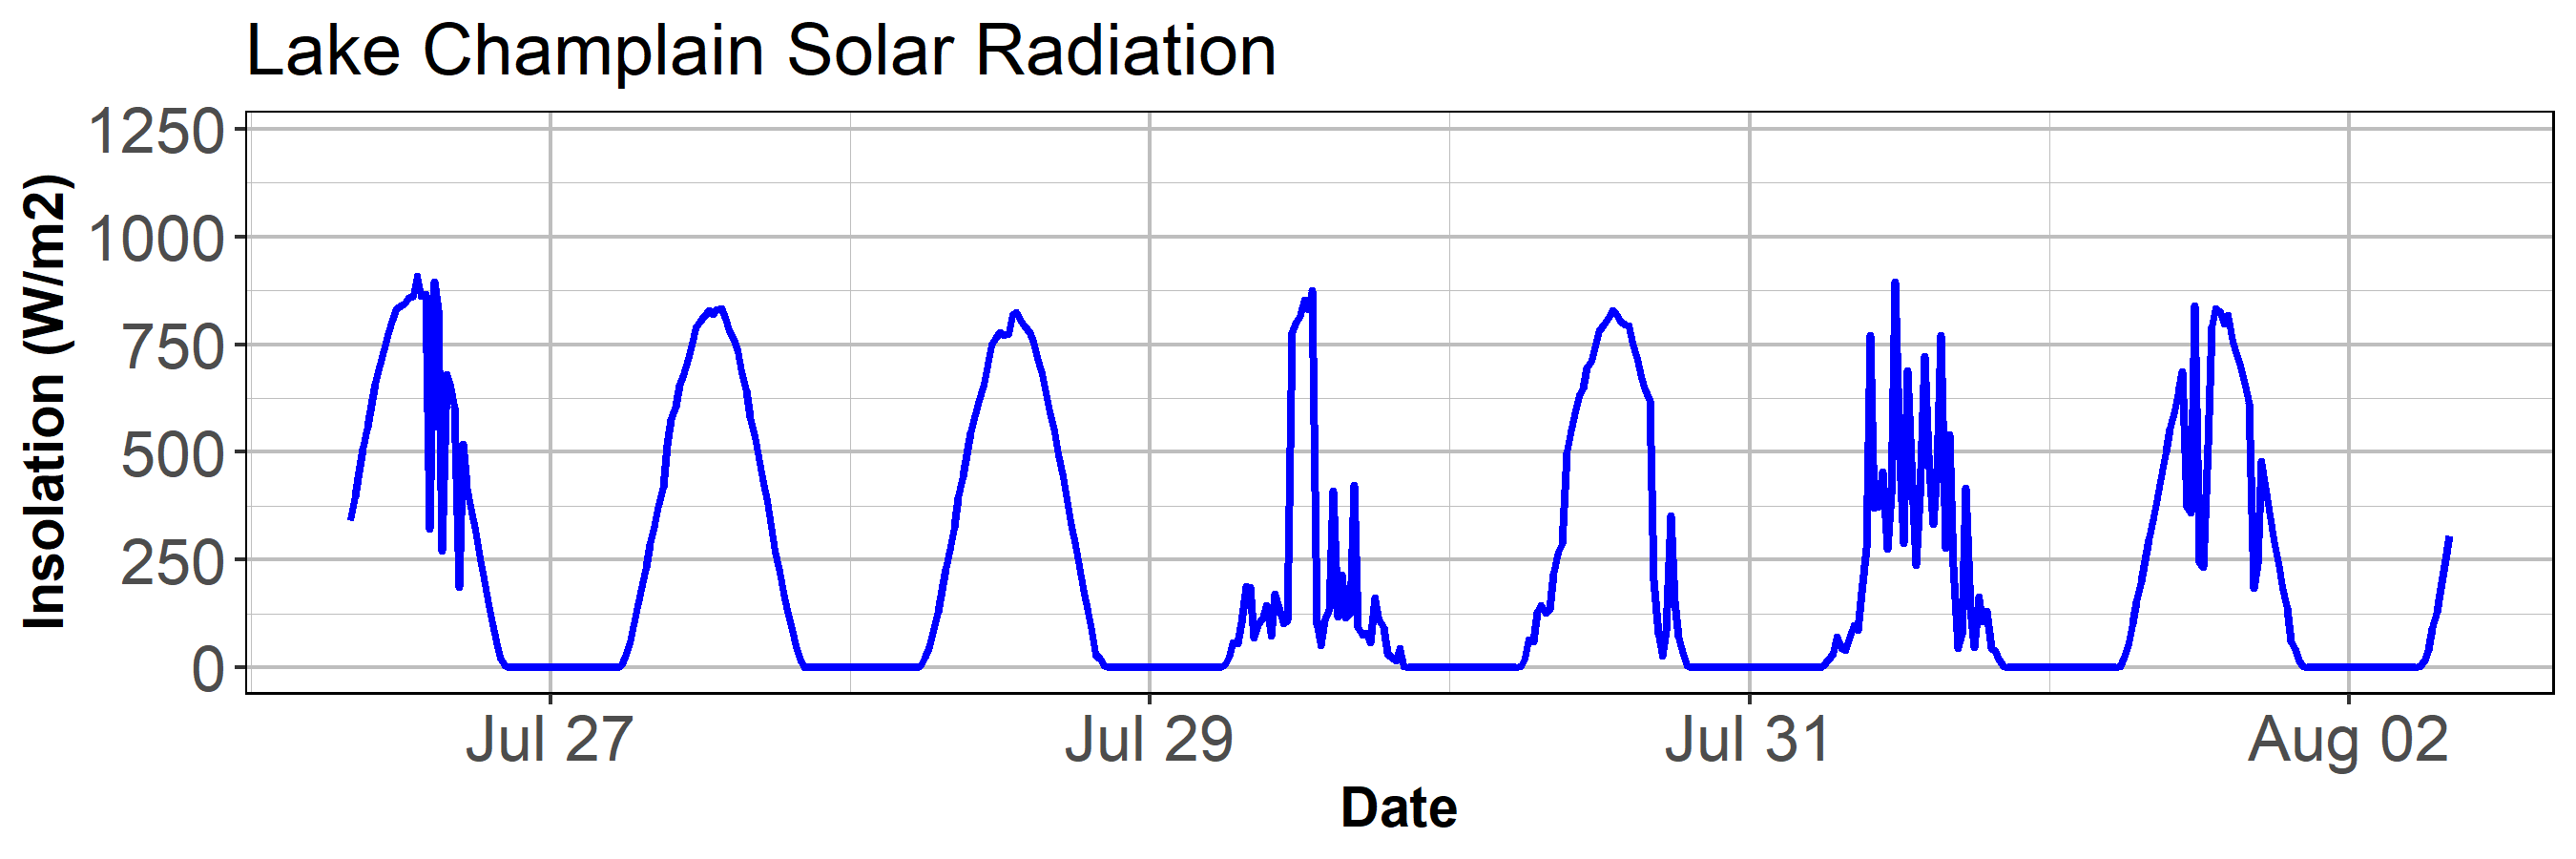 Lake Champlain Solar Radiation
Insolation (W/m2)
1250
1000
750
500
250
0
Jul 27 Jul 29 Jul 31 Aug 02
Date